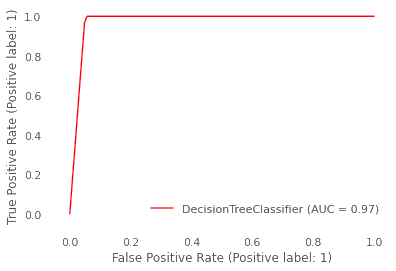 True Positive Rate (Positive label: 1)
1.0
0.8
0.6
0.4
0.2
0.0
DecisionTreeClassifier (AUC = 0.97)
0.0 0.2 0.4 0.6 0.8 1.0
False Positive Rate (Positive label: 1)